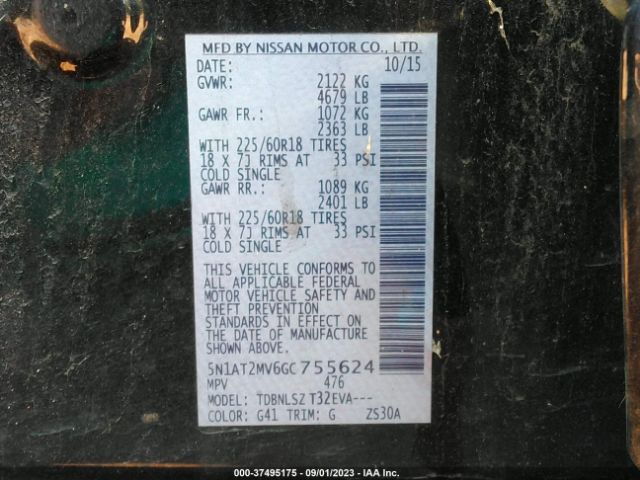 MFD BY NISSAN MOTOR CO., LTD.
DATE: 10/15
GVWR: 2122 KG
4679 LB
GAWR FR.: 1072 KG
2363 LB
WITH 225/60R18 TIRES
18 X 7J RIMS AT 33 PSI
COLD SINGLE
GAWR RR.: 1089 KG
2401 LB
WITH 225/60R18 TIRES
18 X 7J RIMS AT 33 PSI
COLD SINGLE
THIS VEHICLE CONFORMS TO
ALL APPLICABLE FEDERAL
MOTOR VEHICLE SAFETY AND
THEFT PREVENTION
STANDARDS IN EFFECT ON
THE DATE OF MANUFACTURE
SHOWN ABOVE.
5N1AT2MV6GC755624
MPV 476
MODEL: TDBNLSZ T32EVA---
COLOR: G41 TRIM: G ZS30A
000-37495175 - 09/01/2023 - IAA Inc.